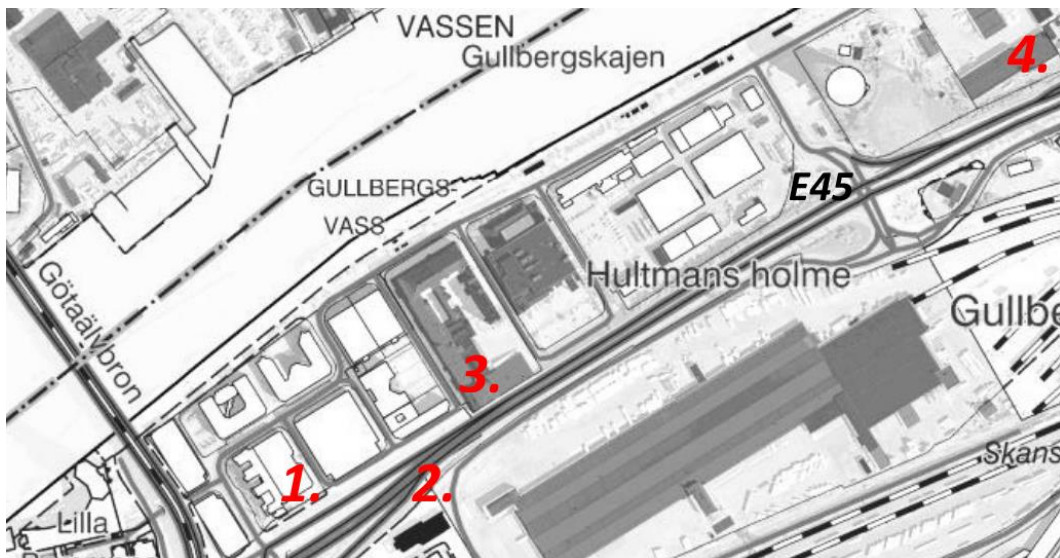 VASSEN
Gullbergskajen
4.
GULLBERGS-
VASS
E45
Götaälvbron
Hultmans holme
Gullbe
3.
1.
2.
Skans
Lilla